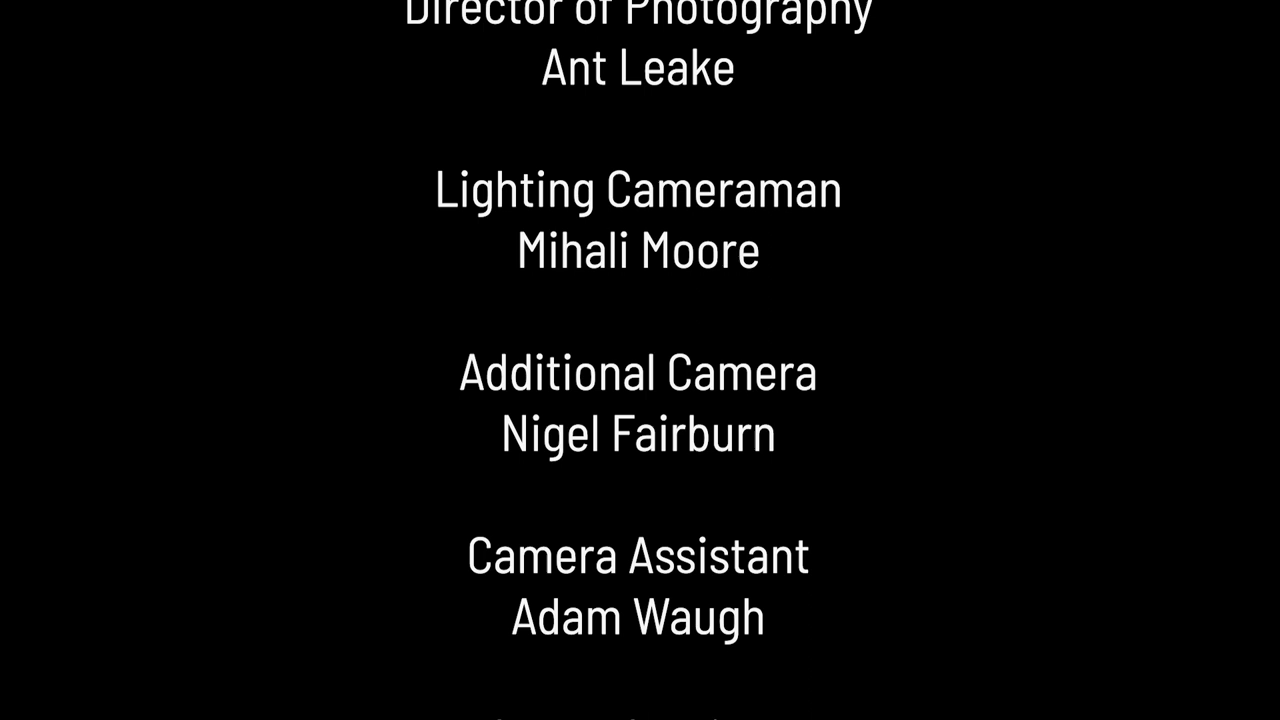 Director of Photography
Ant Leake
Lighting Cameraman
Mihali Moore
Additional Camera
Nigel Fairburn
Camera Assistant
Adam Waugh